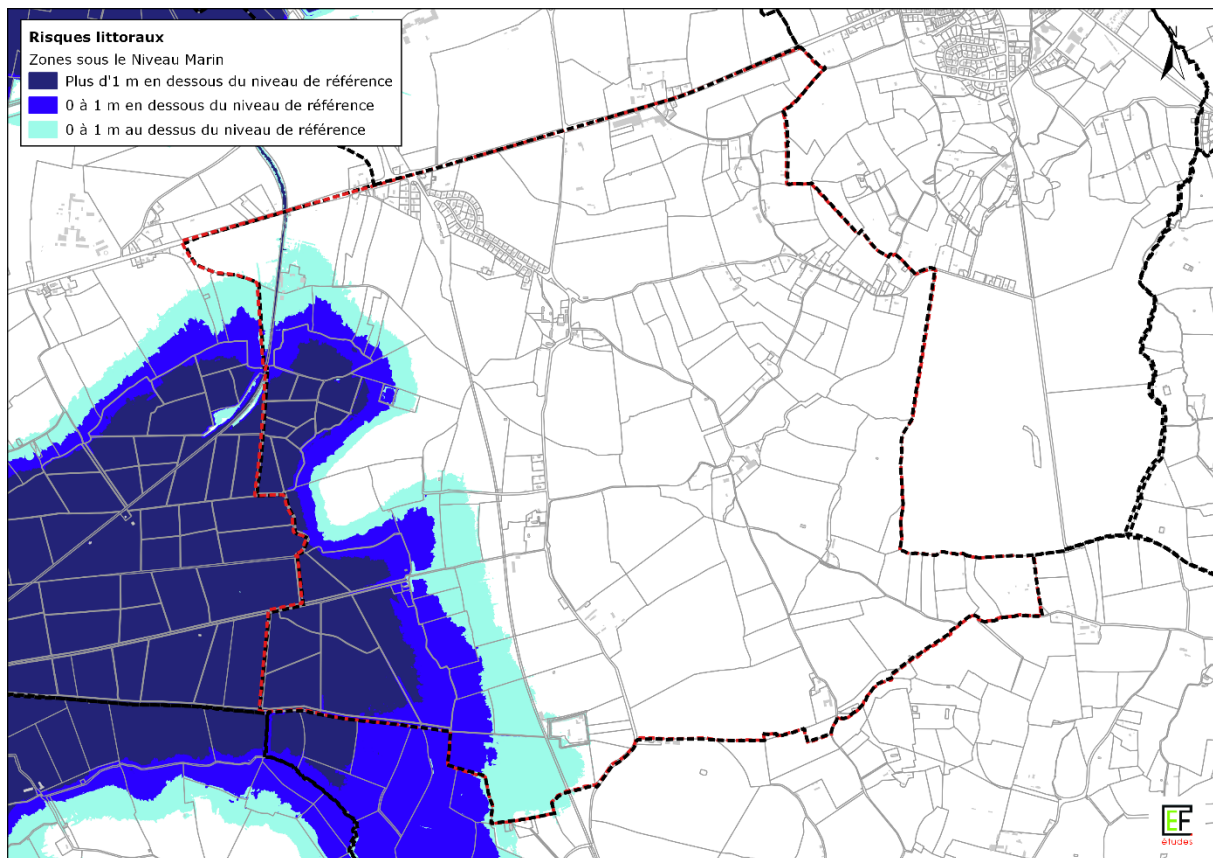 Risques littoraux
Zones sous le Niveau Marin
Plus d'1 m en dessous du niveau de référence
0 à 1 m en dessous du niveau de référence
0 à 1 m au dessus du niveau de référence
N
EF
études